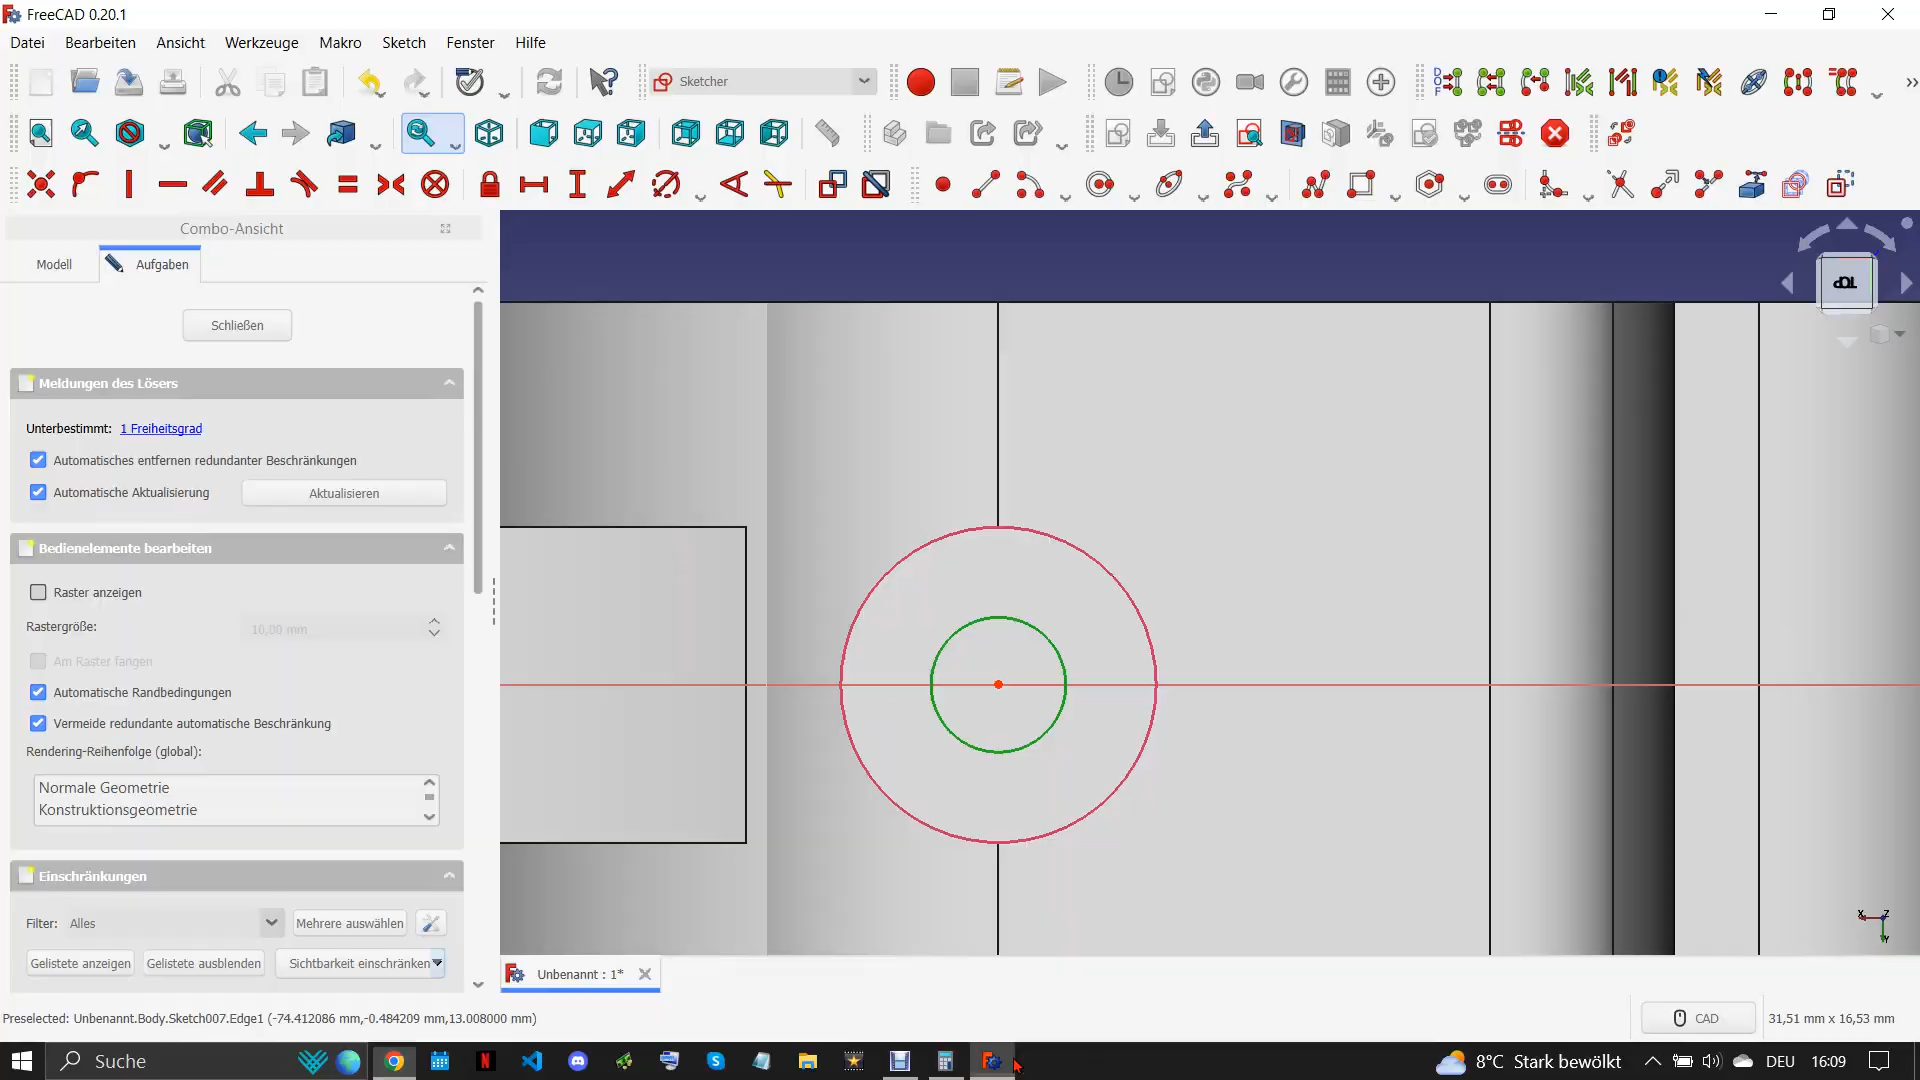 FreeCAD 0.20.1
Datei Bearbeiten Ansicht Werkzeuge Makro Sketch Fenster Hilfe
Sketcher
Combo-Ansicht
Modell Aufgaben
Schließen
Meldungen des Lösers
Unterbestimmt: 1 Freiheitsgrad
Automatisches entfernen redundanter Beschränkungen
Automatische Aktualisierung Aktualisieren
Bedienelemente bearbeiten
Raster anzeigen
Rastergröße: 10,00 mm
Am Raster fangen
Automatische Randbedingungen
Vermeide redundante automatische Beschränkung
Rendering-Reihenfolge (global):
Normale Geometrie
Konstruktionsgeometrie
Einschränkungen
Filter: Alles Mehrere auswählen
Gelistete anzeigen Gelistete ausblenden Sichtbarkeit einschränken
TOP
X Z
Y
Unbenannt : 1*
Preselected: Unbenannt.Body.Sketch007.Edge1 (-74.412086 mm,-0.484209 mm,13.008000 mm)
CAD 31,51 mm x 16,53 mm
Suche 8°C Stark bewölkt DEU 16:09